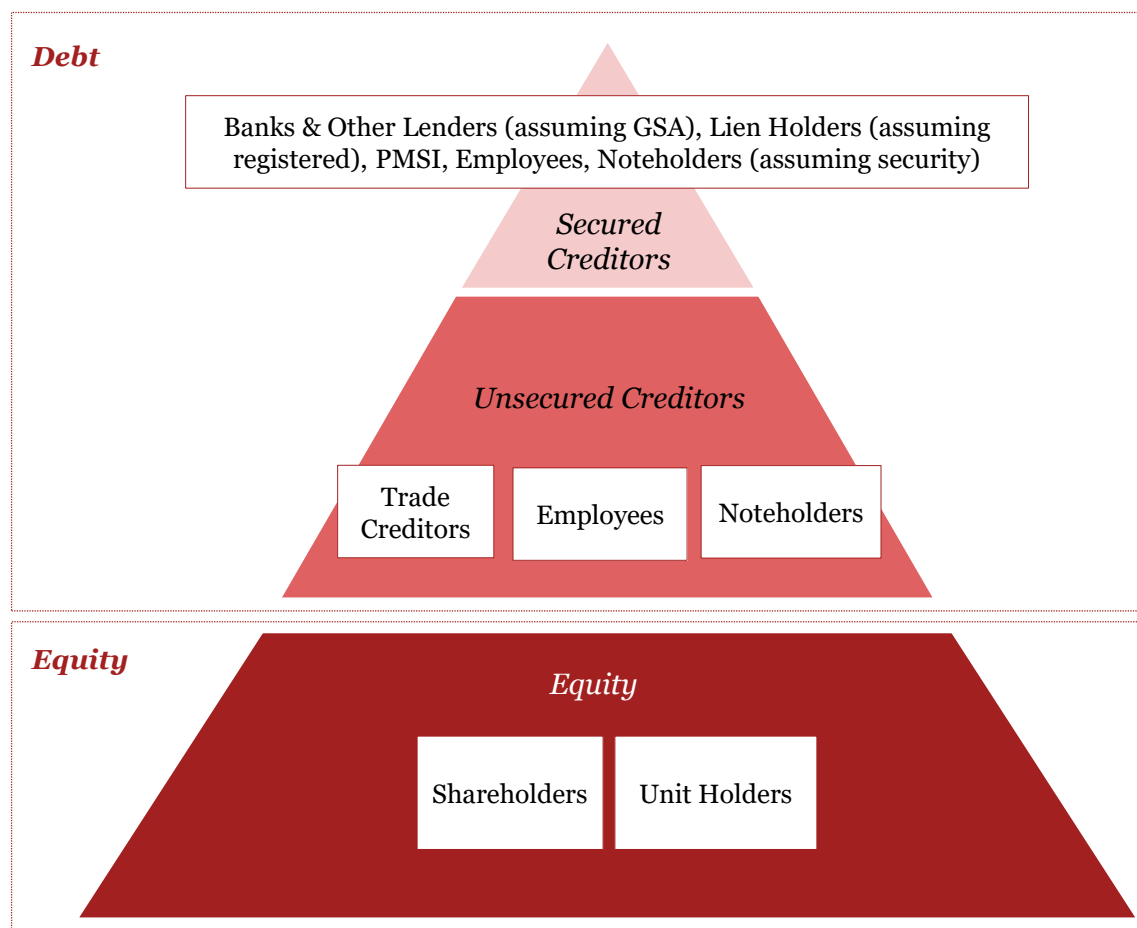 Debt
Banks & Other Lenders (assuming GSA), Lien Holders (assuming
registered), PMSI, Employees, Noteholders (assuming security)
Secured
Creditors
Unsecured Creditors
Trade
Creditors
Employees
Noteholders
Equity
Equity
Shareholders
Unit Holders